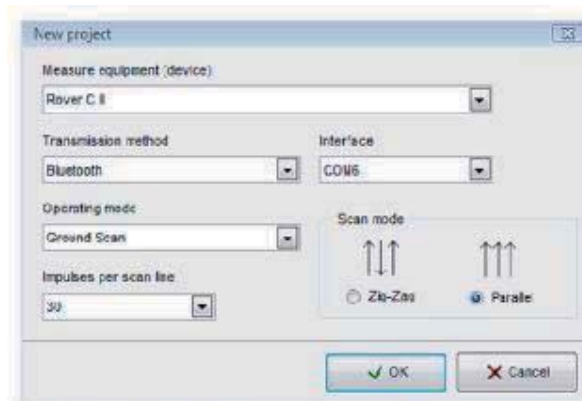 New project
Measure equipment (device)
Rover C II
Transmission method
Interface
Bluetooth
COM6
Operating mode
Scan mode
Ground Scan
Impulses per scan line
Zig-Zag
Parallel
30
OK
Cancel